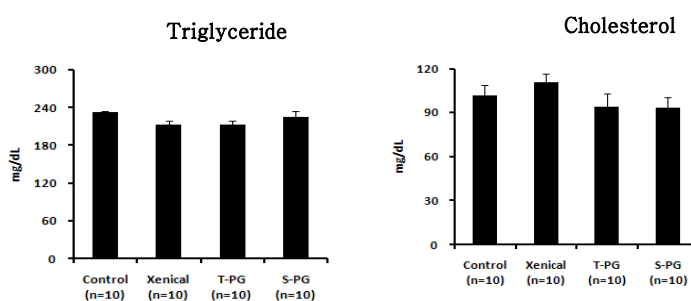 Triglyceride
300
240
180
120
60
0
mg/dL
Control Xenical T-PG S-PG
(n=10) (n=10) (n=10) (n=10)
Cholesterol
120
90
60
30
0
mg/dL
Control Xenical T-PG S-PG
(n=10) (n=10) (n=10) (n=10)